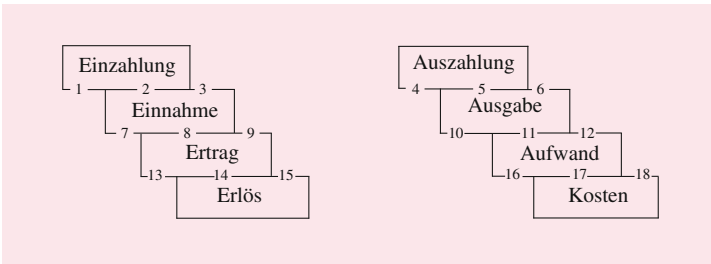 Einzahlung Auszahlung
1 2 3 4 5 6
Einnahme Ausgabe
7 8 9 10 11 12
Ertrag Aufwand
13 14 15 16 17 18
Erlös Kosten